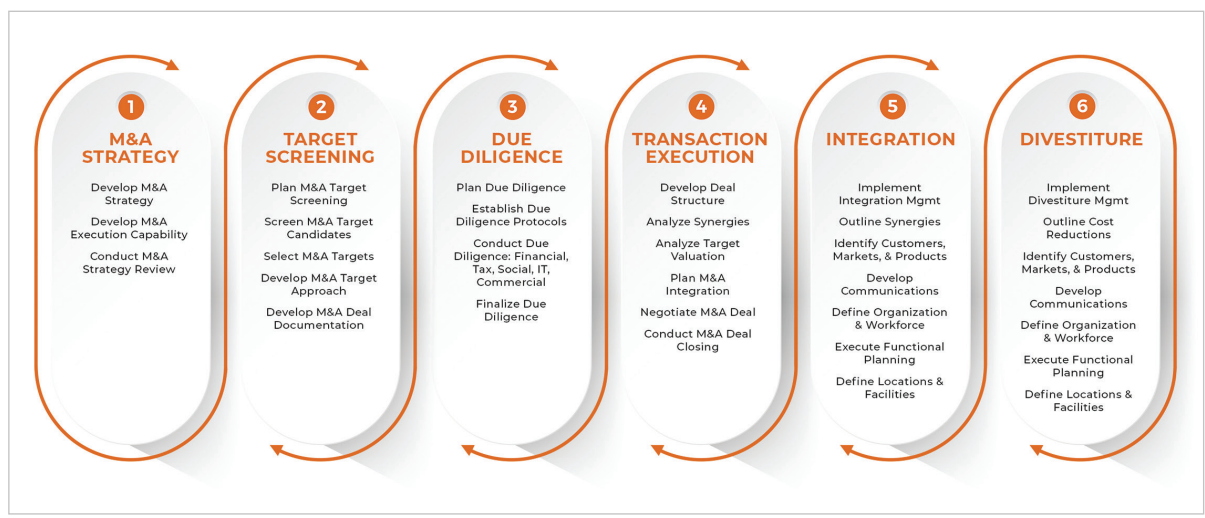 1
M&A
STRATEGY
Develop M&A
Strategy
Develop M&A
Execution Capability
Conduct M&A
Strategy Review
2
TARGET
SCREENING
Plan M&A Target
Screening
Screen M&A Target
Candidates
Select M&A Targets
Develop M&A Target
Approach
Develop M&A Deal
Documentation
3
DUE
DILIGENCE
Plan Due Diligence
Establish Due
Diligence Protocols
Conduct Due
Diligence: Financial,
Tax, Social, IT,
Commercial
Finalize Due
Diligence
4
TRANSACTION
EXECUTION
Develop Deal
Structure
Analyze Synergies
Analyze Target
Valuation
Plan M&A
Integration
Negotiate M&A Deal
Conduct M&A Deal
Closing
5
INTEGRATION
Implement
Integration Mgmt
Outline Synergies
Identify Customers,
Markets, & Products
Develop
Communications
Define Organization
& Workforce
Execute Functional
Planning
Define Locations &
Facilities
6
DIVESTITURE
Implement
Divestiture Mgmt
Outline Cost
Reductions
Identify Customers,
Markets, & Products
Develop
Communications
Define Organization
& Workforce
Execute Functional
Planning
Define Locations &
Facilities